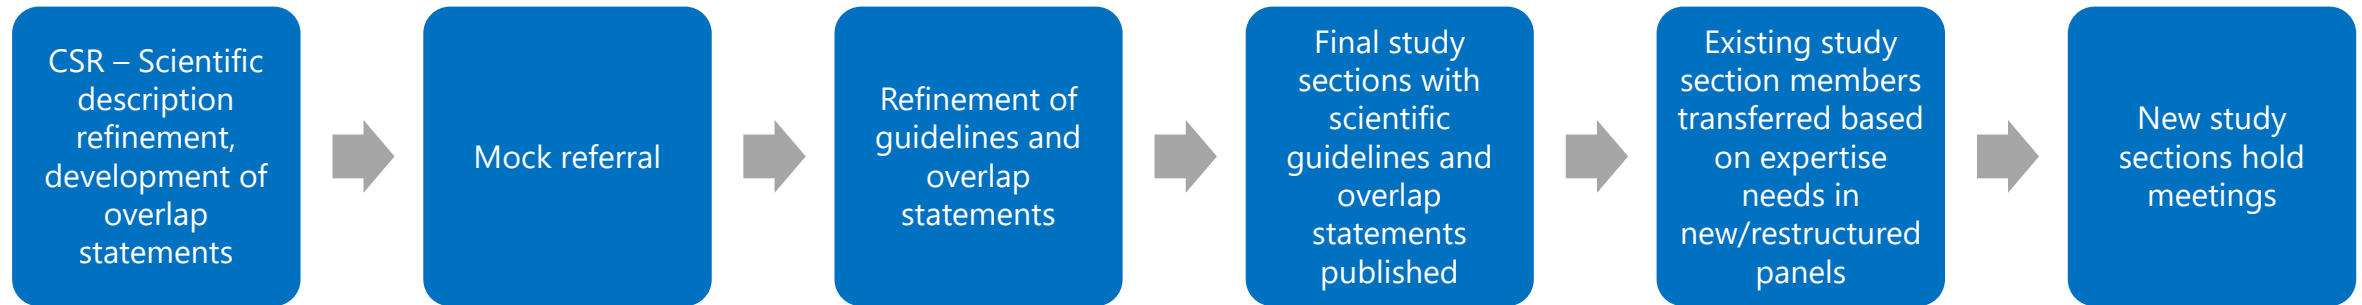 CSR – Scientific
description
refinement,
development of
overlap
statements
Mock referral
Refinement of
guidelines and
overlap
statements
Final study
sections with
scientific
guidelines and
overlap
statements
published
Existing study
section members
transferred based
on expertise
needs in
new/restructured
panels
New study
sections hold
meetings